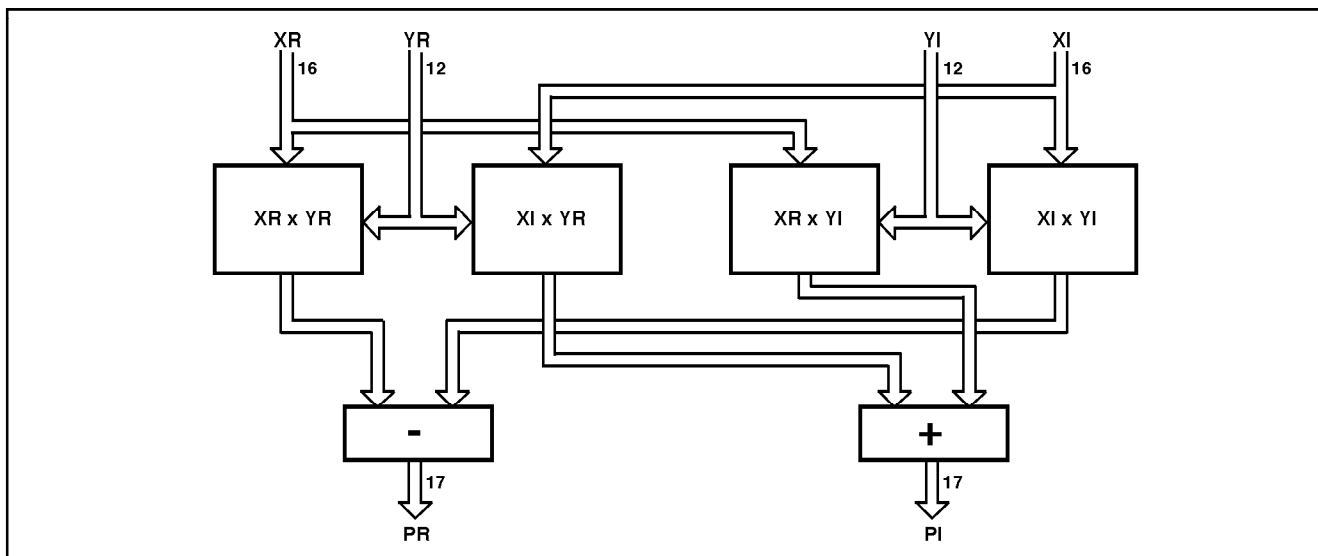 XR YR YI XI
16 12 12 16
XR x YR XI x YR XR x YI XI x YI
- +
17 17
PR PI